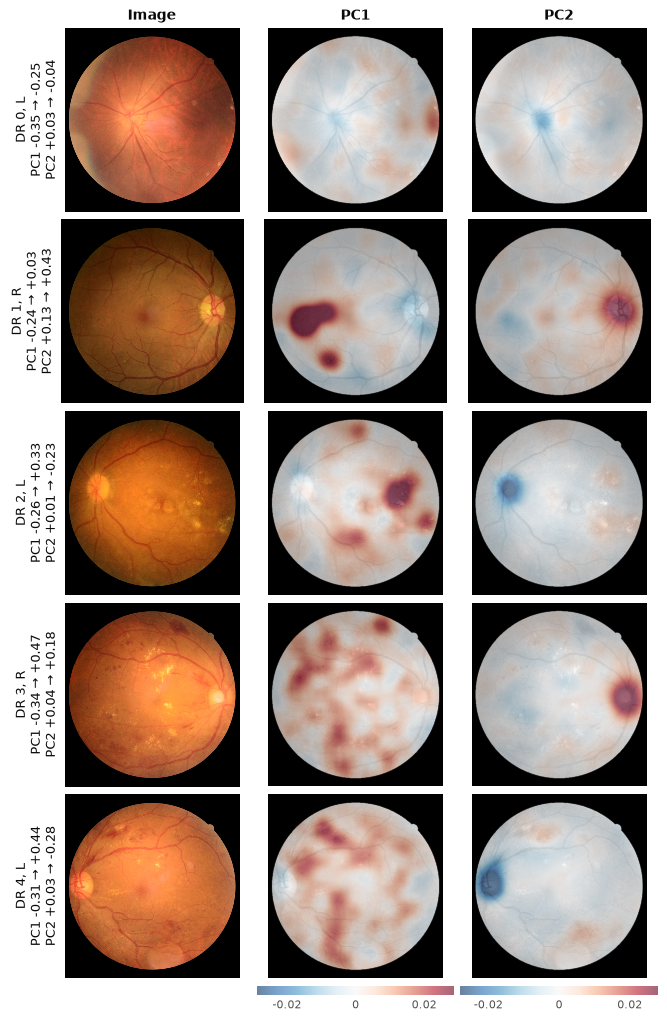 Image PC1 PC2
DR 0, L
PC1 -0.35 → -0.25
PC2 +0.03 → -0.04
DR 1, R
PC1 -0.24 → +0.03
PC2 +0.13 → +0.43
DR 2, L
PC1 -0.26 → +0.33
PC2 +0.01 → -0.23
DR 3, R
PC1 -0.34 → +0.47
PC2 +0.04 → +0.18
DR 4, L
PC1 -0.31 → +0.44
PC2 +0.03 → -0.28
-0.02 0 0.02 -0.02 0 0.02